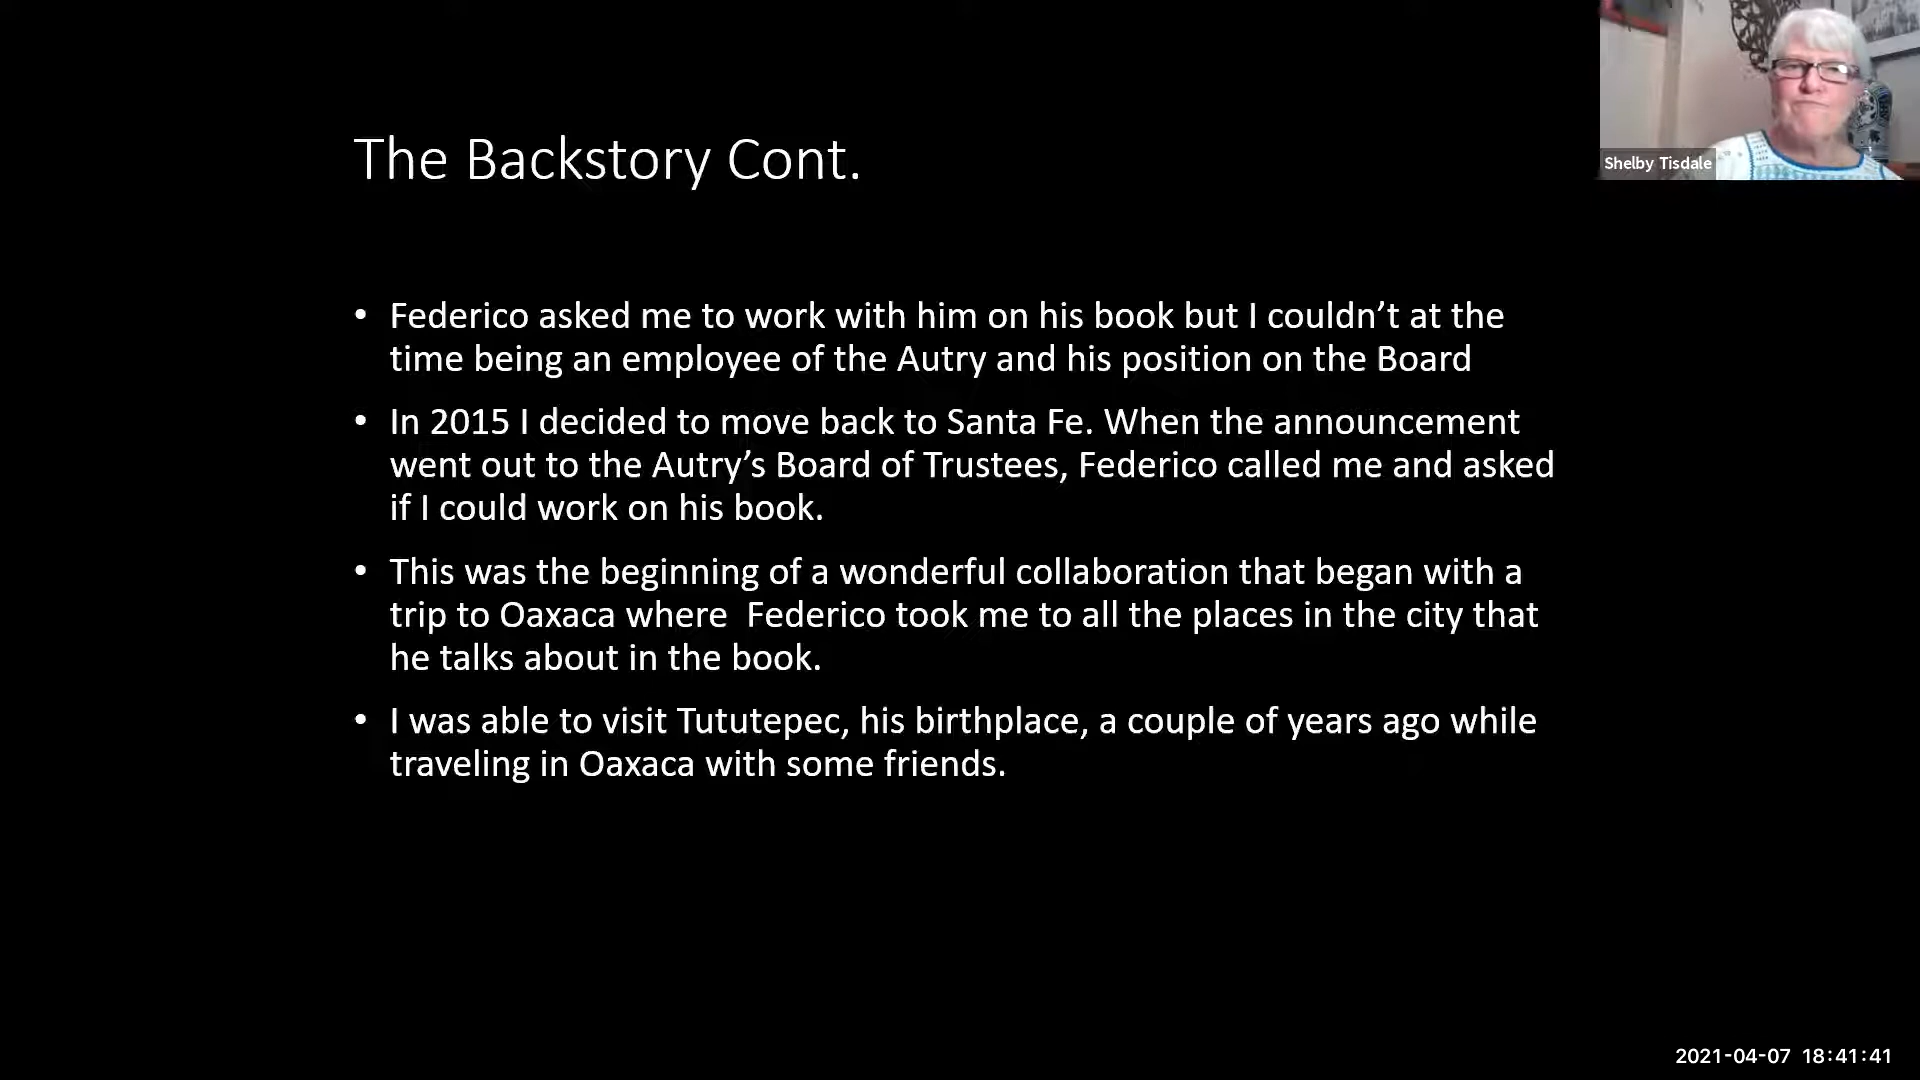 The Backstory Cont.
• Federico asked me to work with him on his book but I couldn’t at the
time being an employee of the Autry and his position on the Board
• In 2015 I decided to move back to Santa Fe. When the announcement
went out to the Autry’s Board of Trustees, Federico called me and asked
if I could work on his book.
• This was the beginning of a wonderful collaboration that began with a
trip to Oaxaca where  Federico took me to all the places in the city that
he talks about in the book.
• I was able to visit Tututepec, his birthplace, a couple of years ago while
traveling in Oaxaca with some friends.
Shelby Tisdale
2021-04-07 18:41:41